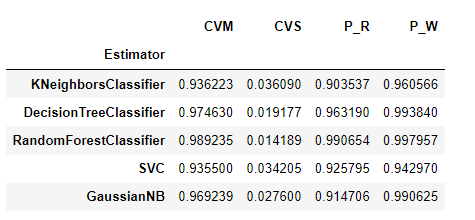 CVM CVS P_R P_W
Estimator
KNeighborsClassifier 0.936223 0.036090 0.903537 0.960566
DecisionTreeClassifier 0.974630 0.019177 0.963190 0.993840
RandomForestClassifier 0.989235 0.014189 0.990654 0.997957
SVC 0.935500 0.034205 0.925795 0.942970
GaussianNB 0.969239 0.027600 0.914706 0.990625